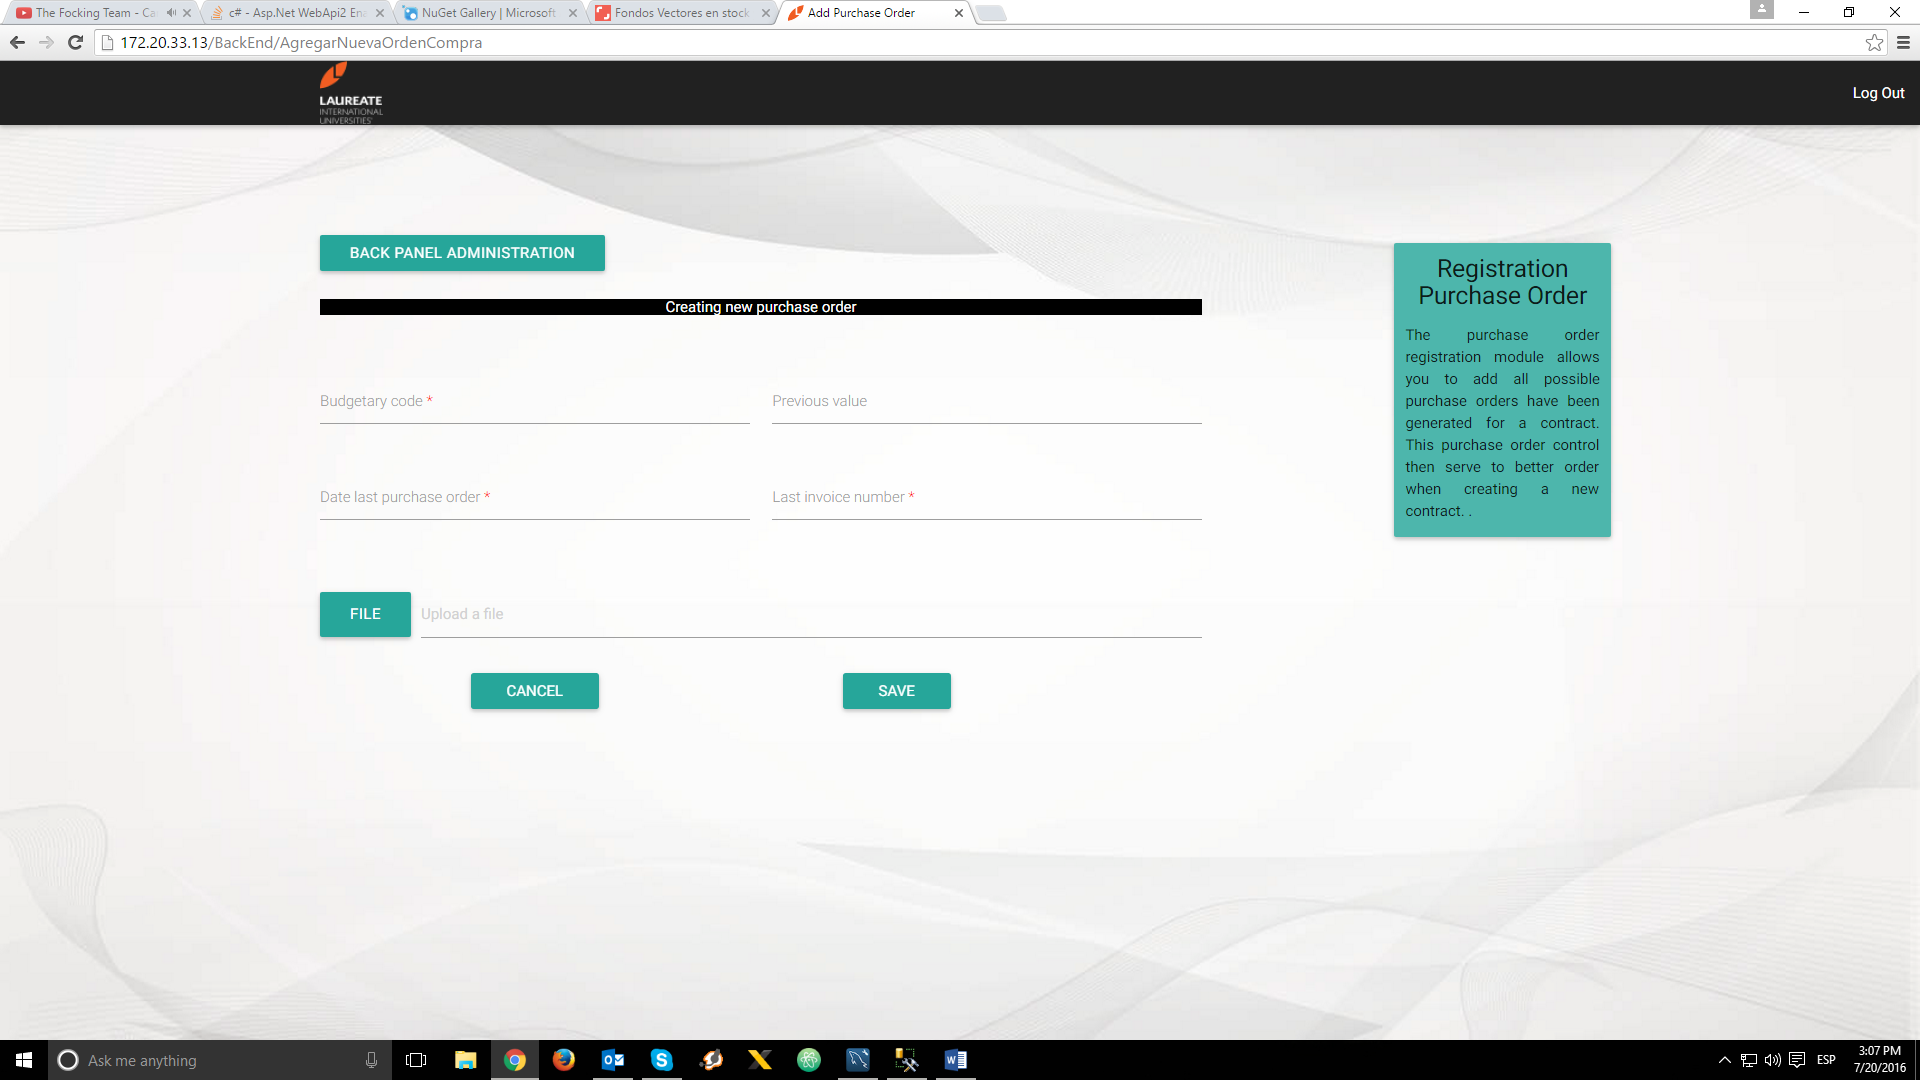 The Focking Team - Ca
c# - Asp.Net WebApi2 Ena
NuGet Gallery | Microsoft
Fondos Vectores en stock
Add Purchase Order
172.20.33.13/BackEnd/AgregarNuevaOrdenCompra
LAUREATE
INTERNATIONAL
UNIVERSITIES
Log Out
BACK PANEL ADMINISTRATION
Creating new purchase order
Budgetary code *
Previous value
Date last purchase order *
Last invoice number *
FILE
Upload a file
CANCEL
SAVE
Registration
Purchase Order
The purchase order
registration module allows
you to add all possible
purchase orders have been
generated for a contract.
This purchase order control
then serve to better order
when creating a new
contract. .
Ask me anything
ESP
3:07 PM
7/20/2016